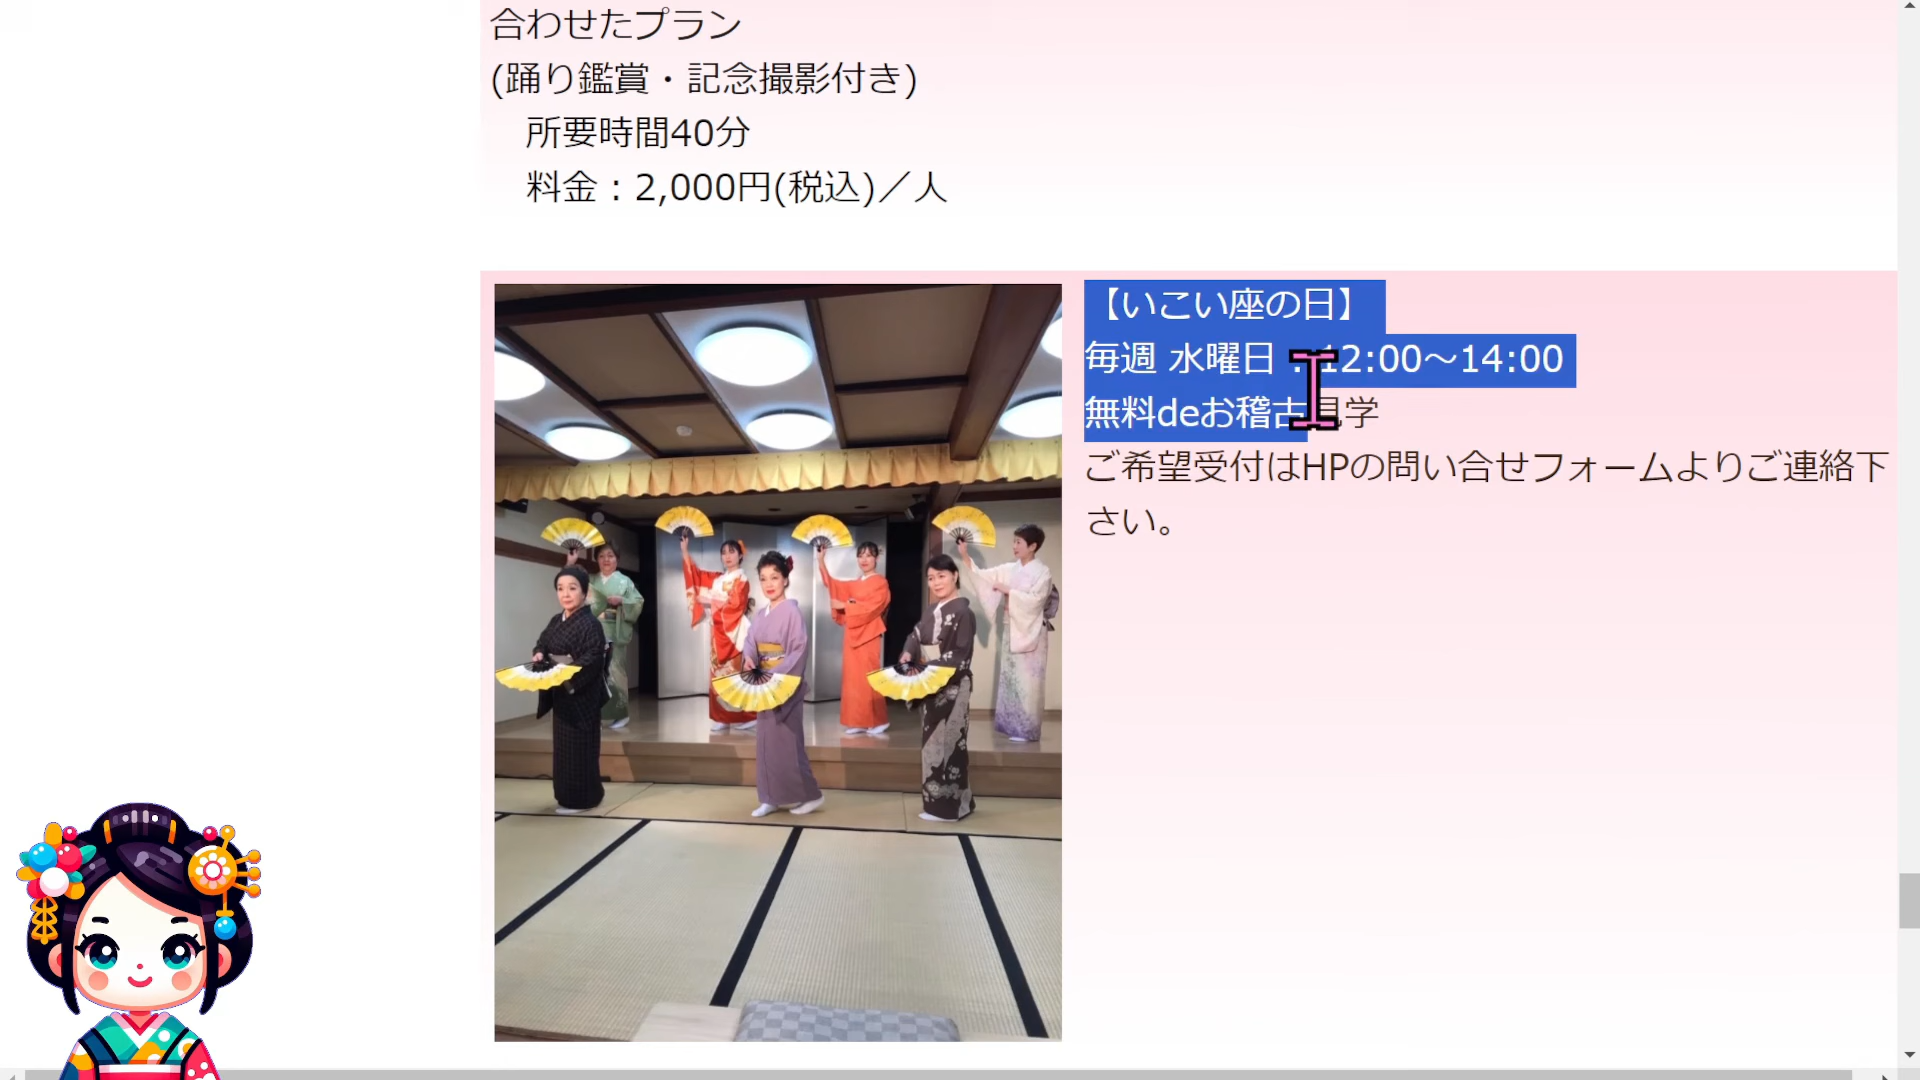 合わせたプラン
(踊り鑑賞・記念撮影付き)
所要時間40分
料金：2,000円(税込)／人
【いこい座の日】
毎週 水曜日：12:00～14:00
無料deお稽古見学
ご希望受付はHPの問い合せフォームよりご連絡下
さい。